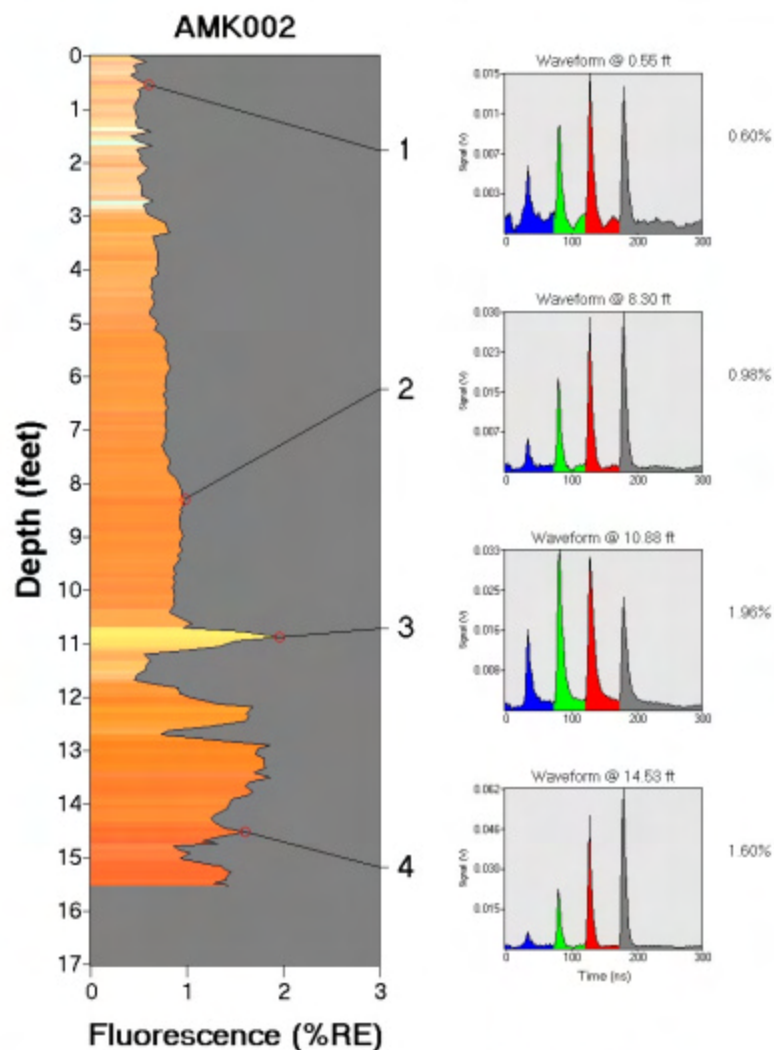 AMK002
0
1
2
3
4
5
6
7
8
9
10
11
12
13
14
15
16
17
Depth (feet)
0 1 2 3
Fluorescence (%RE)
1
2
3
4
Waveform @ 0.55 ft
0.015
0.011
0.007
0.003
Signal (V)
0 100 200 300
0.60%
Waveform @ 8.30 ft
0.030
0.023
0.015
0.007
Signal (V)
0 100 200 300
0.98%
Waveform @ 10.88 ft
0.033
0.025
0.016
0.008
Signal (V)
0 100 200 300
1.96%
Waveform @ 14.53 ft
0.062
0.046
0.030
0.015
Signal (V)
0 100 200 300
Time (ns)
1.60%